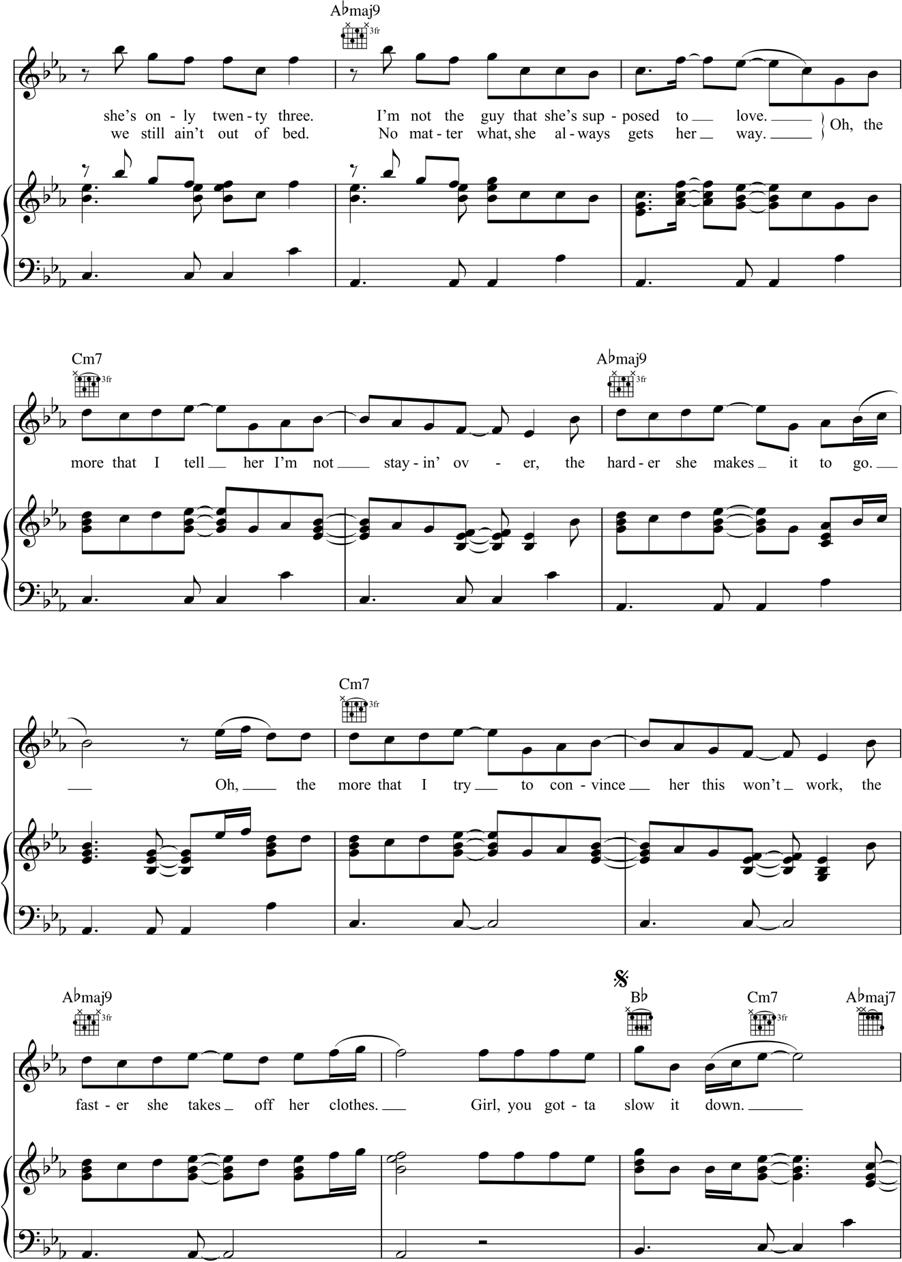 A♭maj9
3fr
she's on - ly twen - ty three. I'm not the guy that she's sup - posed to love. Oh, the
we still ain't out of bed. No mat - ter what, she al - ways gets her way.
Cm7 A♭maj9
3fr 3fr
more that I tell her I'm not stay - in' ov - er, the hard - er she makes it to go.
Cm7
3fr
Oh, the more that I try to con - vince her this won't work, the
A♭maj9 B♭ Cm7 A♭maj7
3fr 3fr
fast - er she takes off her clothes. Girl, you got - ta slow it down.